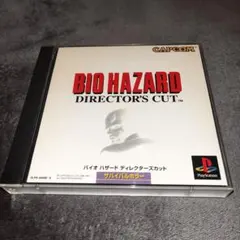 CAPCOM
BIO HAZARD
DIRECTOR'S CUT™
バイオ ハザード ディレクターズカット
サバイバルホラー
PlayStation